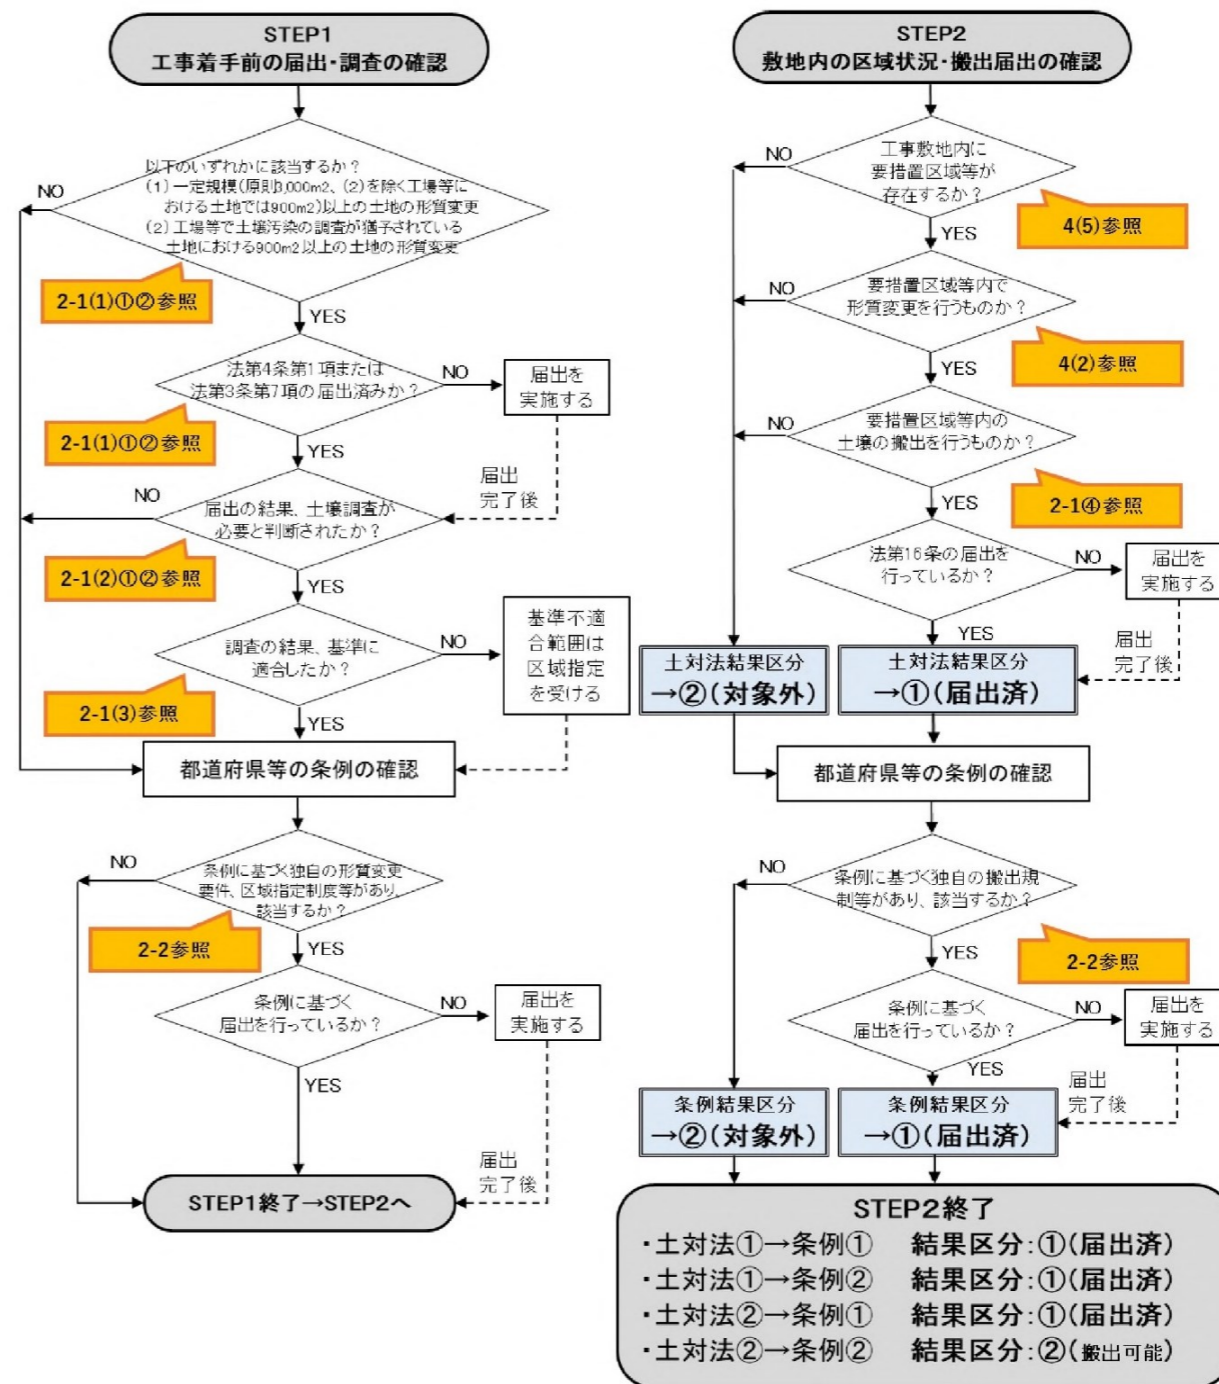 STEP1
工事着手前の届出・調査の確認
以下のいずれかに該当するか？
(1) 一定規模(原則3,000m2、(2)を除く工場等に
おける土地では900m2)以上の土地の形質変更
(2) 工場等で土壌汚染の調査が猶予されている
土地における900m2以上の土地の形質変更
NO
2-1(1)①②参照
YES
法第4条第1項または
法第3条第7項の届出済みか？
NO
届出を
実施する
2-1(1)①②参照
YES
届出
完了後
届出の結果、土壌調査が
必要と判断されたか？
NO
2-1(2)①②参照
YES
調査の結果、基準に
適合したか？
NO
基準不適
合範囲は
区域指定
を受ける
2-1(3)参照
YES
都道府県等の条例の確認
条例に基づく独自の形質変更
要件、区域指定制度等があり、
該当するか？
NO
2-2参照
YES
条例に基づく
届出を行っているか？
NO
届出を
実施する
YES
届出
完了後
STEP1終了→STEP2へ
STEP2
敷地内の区域状況・搬出届出の確認
工事敷地内に
要措置区域等が
存在するか？
NO
4(5)参照
YES
要措置区域等内で
形質変更を行うものか？
NO
4(2)参照
YES
要措置区域等内の
土壌の搬出を行うものか？
NO
2-1④参照
YES
法第16条の届出を
行っているか？
NO
届出を
実施する
YES
届出
完了後
土対法結果区分
→②(対象外)
土対法結果区分
→①(届出済)
都道府県等の条例の確認
条例に基づく独自の搬出規
制等があり、該当するか？
NO
2-2参照
YES
条例に基づく
届出を行っているか？
NO
届出を
実施する
YES
届出
完了後
条例結果区分
→②(対象外)
条例結果区分
→①(届出済)
STEP2終了
・土対法①→条例① 結果区分：①(届出済)
・土対法①→条例② 結果区分：①(届出済)
・土対法②→条例① 結果区分：①(届出済)
・土対法②→条例② 結果区分：②(搬出可能)